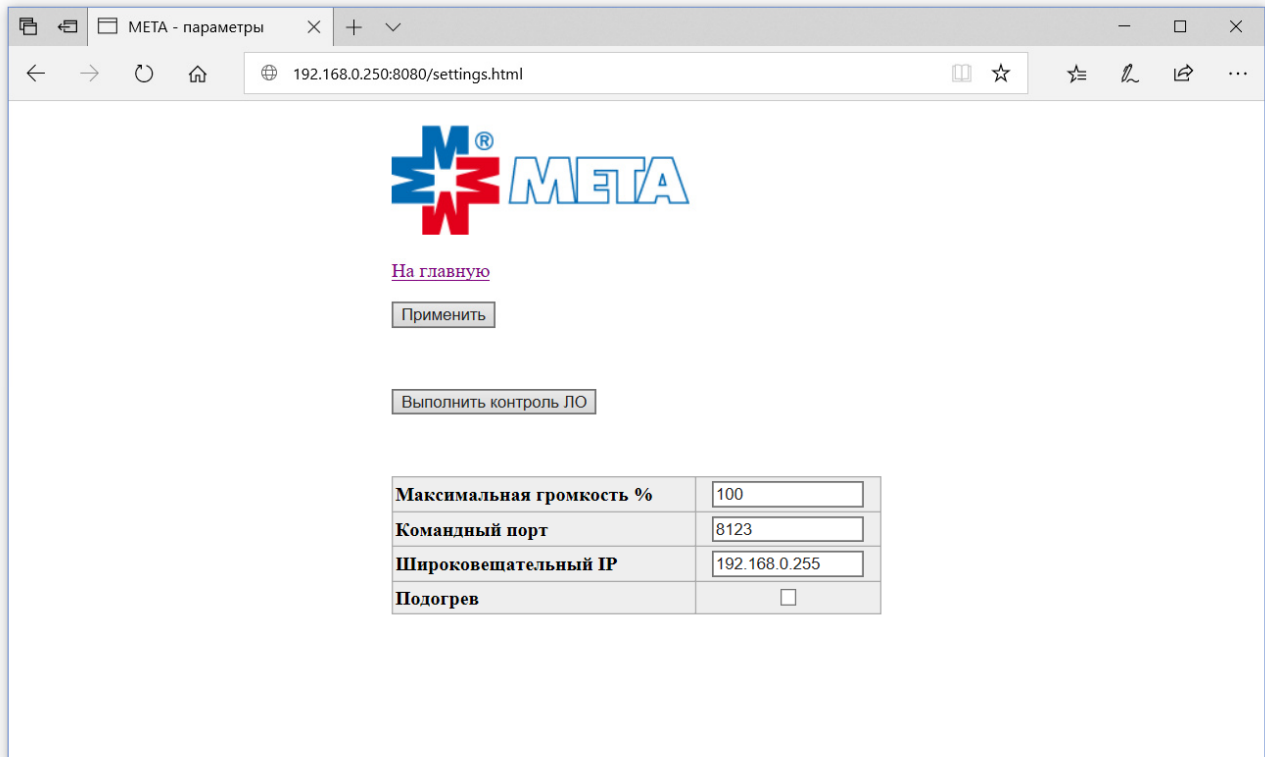 META - параметры
192.168.0.250:8080/settings.html
® META
На главную
Применить
Выполнить контроль ЛО
Максимальная громкость % 100
Командный порт 8123
Широковещательный IP 192.168.0.255
Подогрев